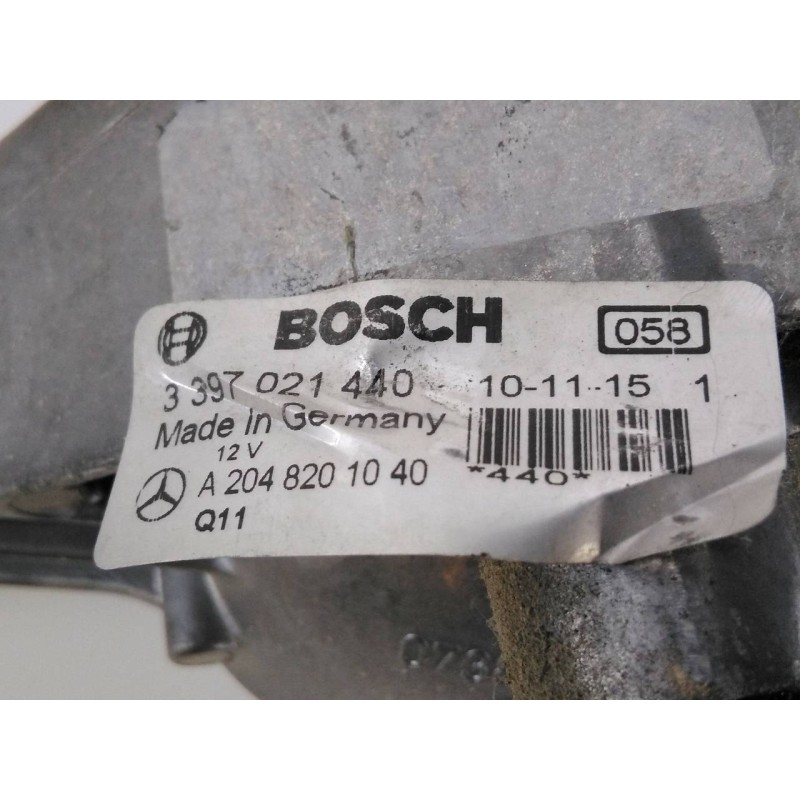 BOSCH 058
3 397 021 440 10-11-15 1
Made in Germany
12 V
*440*
A 204 820 10 40
Q11